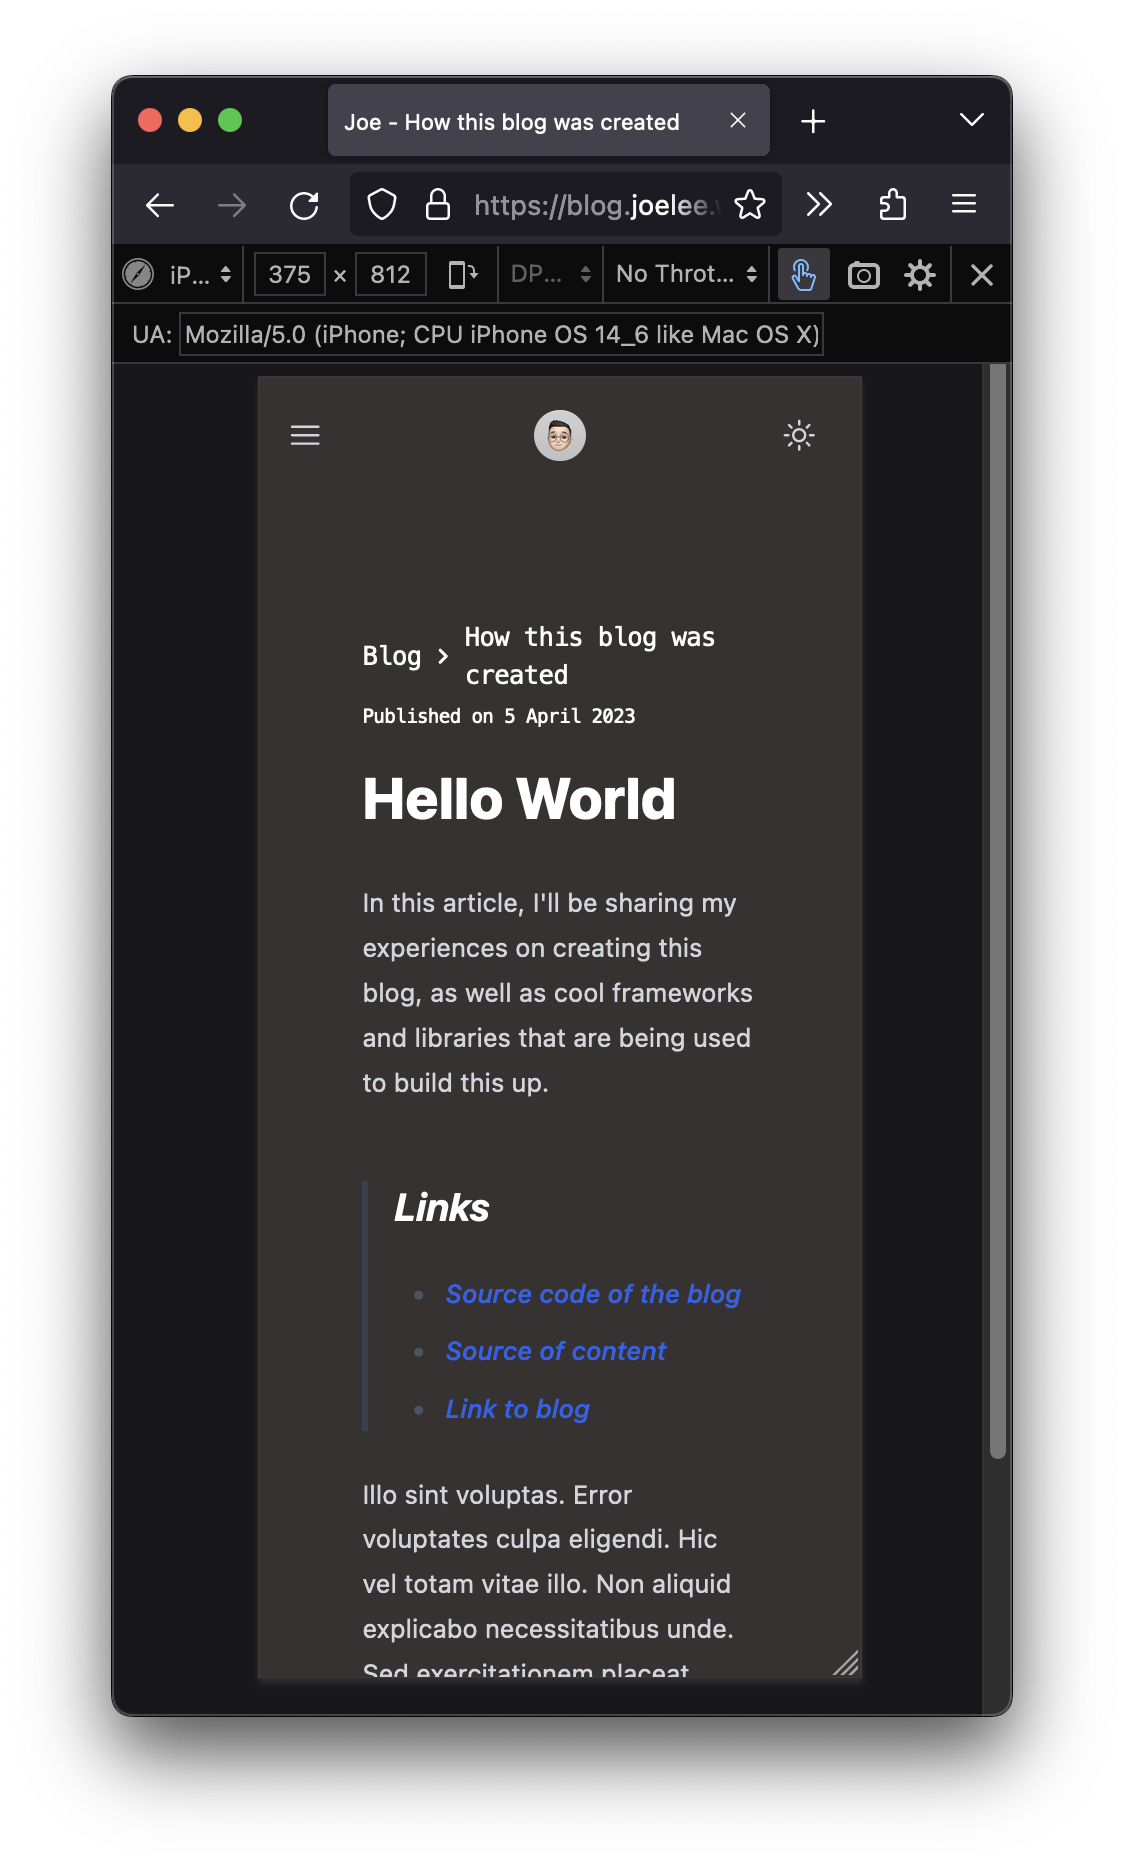 Joe - How this blog was created
https://blog.joelee.
iP... 375 × 812 DP... No Throt...
UA: Mozilla/5.0 (iPhone; CPU iPhone OS 14_6 like Mac OS X)
Blog > How this blog was
created
Published on 5 April 2023
Hello World
In this article, I'll be sharing my
experiences on creating this
blog, as well as cool frameworks
and libraries that are being used
to build this up.
Links
• Source code of the blog
• Source of content
• Link to blog
Illo sint voluptas. Error
voluptates culpa eligendi. Hic
vel totam vitae illo. Non aliquid
explicabo necessitatibus unde.
Sed exercitationem placeat